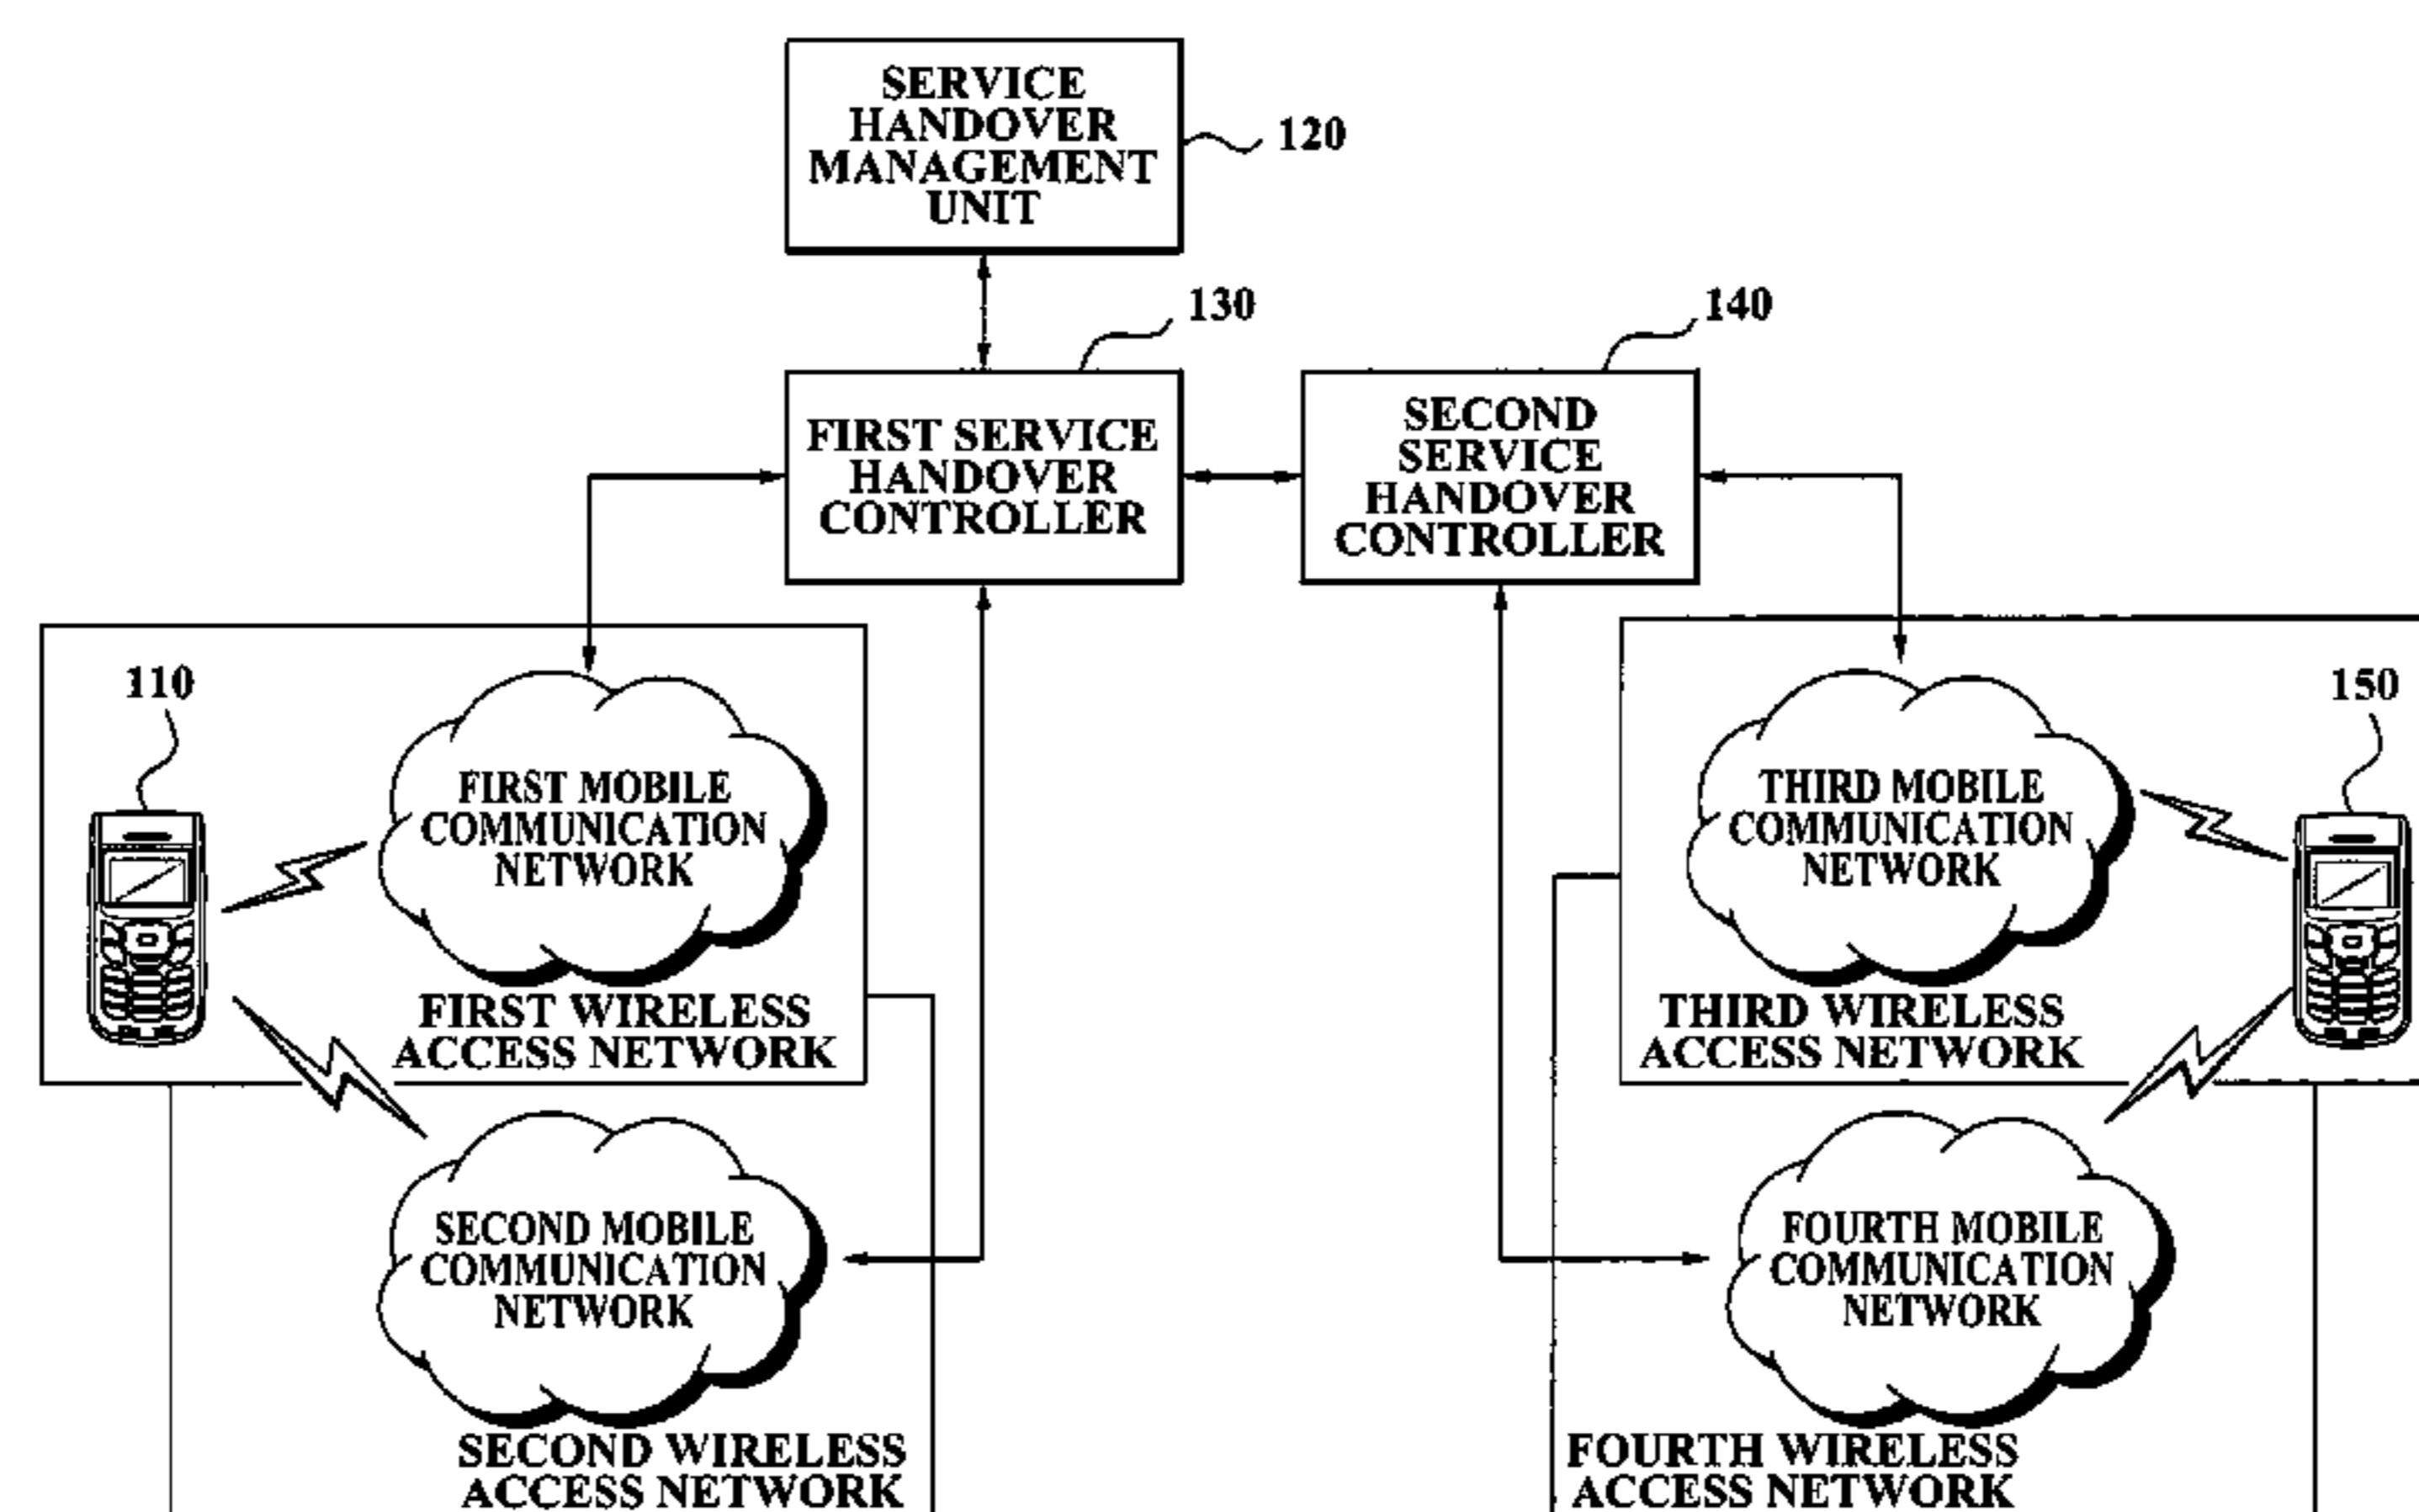 SERVICE
HANDOVER
MANAGEMENT
UNIT
120
130
140
FIRST SERVICE
HANDOVER
CONTROLLER
SECOND
SERVICE
HANDOVER
CONTROLLER
110
150
FIRST MOBILE
COMMUNICATION
NETWORK
THIRD MOBILE
COMMUNICATION
NETWORK
FIRST WIRELESS
ACCESS NETWORK
THIRD WIRELESS
ACCESS NETWORK
SECOND MOBILE
COMMUNICATION
NETWORK
FOURTH MOBILE
COMMUNICATION
NETWORK
SECOND WIRELESS
ACCESS NETWORK
FOURTH WIRELESS
ACCESS NETWORK